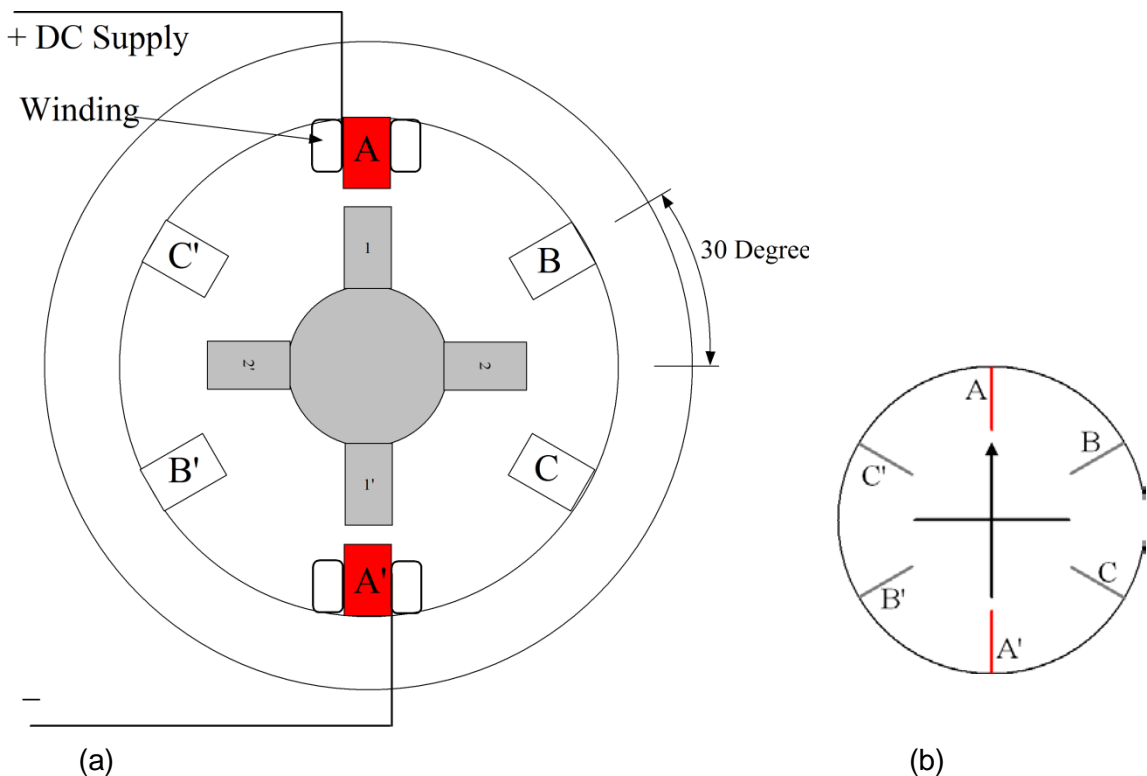 + DC Supply
Winding
A
C'
B
30 Degree
1
2'
2
B'
C
1'
A'
–
A
B
C'
C
B'
A'
(a)
(b)